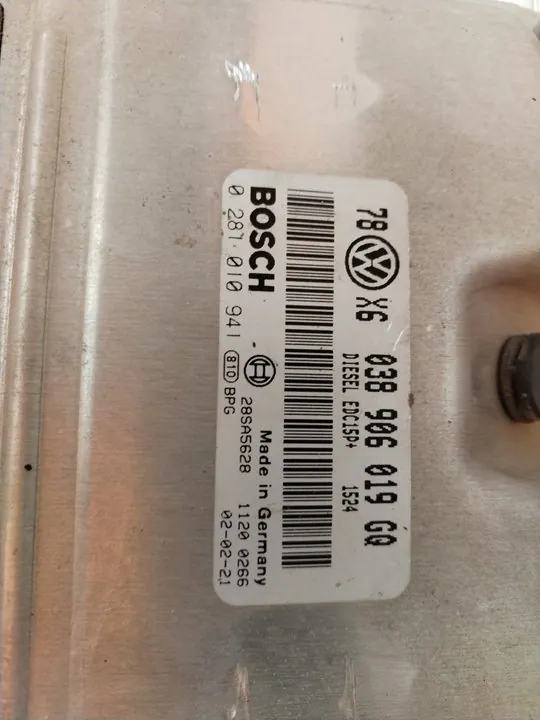 78 X6 038 906 019 GQ
DIESEL EDC15P+ 1524
BOSCH
Made in Germany
0 281 010 941 28SA5628 1120 0266
810 BPG 02-02-21